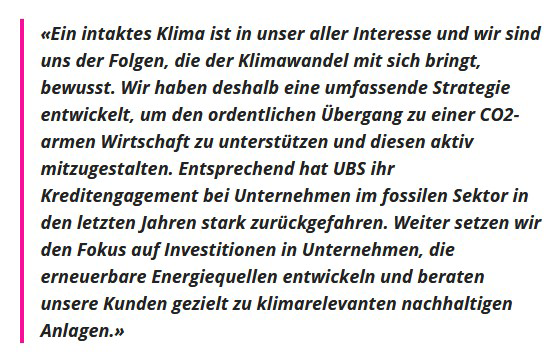 «Ein intaktes Klima ist in unser aller Interesse und wir sind
uns der Folgen, die der Klimawandel mit sich bringt,
bewusst. Wir haben deshalb eine umfassende Strategie
entwickelt, um den ordentlichen Übergang zu einer CO2-
armen Wirtschaft zu unterstützen und diesen aktiv
mitzugestalten. Entsprechend hat UBS ihr
Kreditengagement bei Unternehmen im fossilen Sektor in
den letzten Jahren stark zurückgefahren. Weiter setzen wir
den Fokus auf Investitionen in Unternehmen, die
erneuerbare Energiequellen entwickeln und beraten
unsere Kunden gezielt zu klimarelevanten nachhaltigen
Anlagen.»